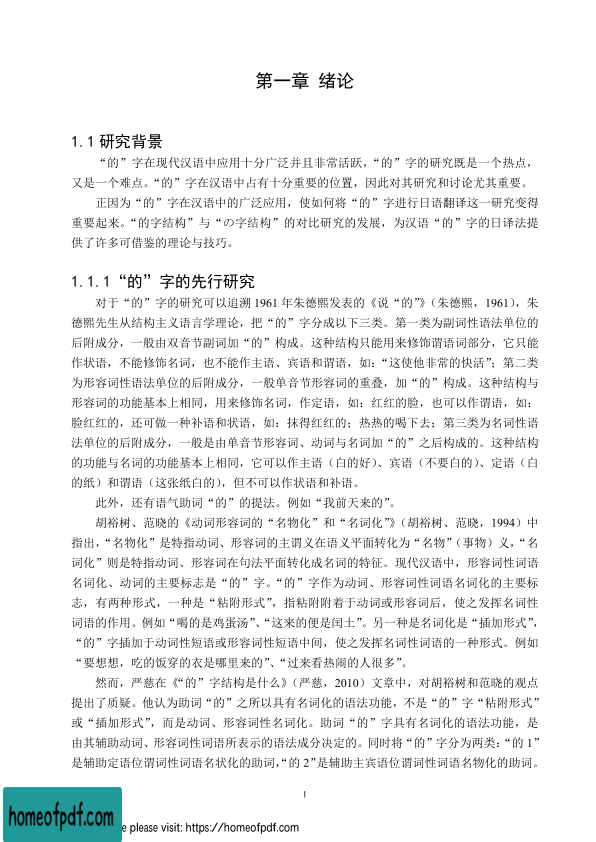 第一章 绪论
1.1 研究背景
“的”字在现代汉语中应用十分广泛并且非常活跃，“的”字的研究既是一个热点，
又是一个难点。“的”字在汉语中占有十分重要的位置，因此对其研究和讨论尤其重要。
正因为“的”字在汉语中的广泛应用，使如何将“的”字进行日语翻译这一研究变得
重要起来。“的字结构”与“の字结构”的对比研究的发展，为汉语“的”字的日译法提
供了许多可借鉴的理论与技巧。
1.1.1“的”字的先行研究
对于“的”字的研究可以追溯 1961 年朱德熙发表的《说“的”》（朱德熙，1961），朱
德熙先生从结构主义语言学理论，把“的”字分成以下三类。第一类为副词性语法单位的
后附成分，一般由双音节副词加“的”构成。这种结构只能用来修饰谓语词部分，它只能
作状语，不能修饰名词，也不能作主语、宾语和谓语，如：“这使他非常的快活”；第二类
为形容词性语法单位的后附成分，一般单音节形容词的重叠，加“的”构成。这种结构与
形容词的功能基本上相同，用来修饰名词，作定语，如：红红的脸，也可以作谓语，如：
脸红红的，还可做一种补语和状语，如：抹得红红的；热热的喝下去；第三类为名词性语
法单位的后附成分，一般是由单音节形容词、动词与名词加“的”之后构成的。这种结构
的功能与名词的功能基本上相同，它可以作主语（白的好）、宾语（不要白的）、定语（白
的纸）和谓语（这张纸白的），但不可以作状语和补语。
此外，还有语气助词“的”的提法。例如“我前天来的”。
胡裕树、范晓的《动词形容词的“名物化”和“名词化”》（胡裕树、范晓，1994）中
指出，“名物化”是特指动词、形容词的主谓义在语义平面转化为“名物”（事物）义，“名
词化”则是特指动词、形容词在句法平面转化成名词的特征。现代汉语中，形容词性词语
名词化、动词的主要标志是“的”字。“的”字作为动词、形容词性词语名词化的主要标
志，有两种形式，一种是“粘附形式”，指粘附附着于动词或形容词后，使之发挥名词性
词语的作用。例如“喝的是鸡蛋汤”、“这来的便是闰土”。另一种是名词化是“插加形式”，
“的”字插加于动词性短语或形容词性短语中间，使之发挥名词性词语的一种形式。例如
“要想想，吃的饭穿的衣是哪里来的”、“过来看热闹的人很多”。
然而，严慈在《“的”字结构是什么》（严慈，2010）文章中，对胡裕树和范晓的观点
提出了质疑。他认为助词“的”之所以具有名词化的语法功能，不是“的”字“粘附形式”
或“插加形式”，而是动词、形容词性名词化。助词“的”字具有名词化的语法功能，是
由其辅助动词、形容词性词语所表示的语法成分决定的。同时将“的”字分为两类：“的 1”
是辅助定语位谓词性词语名状化的助词，“的 2”是辅助主宾语位谓词性词语名物化的助词。
1
homeofpdf.com
e please visit: https://homeofpdf.com